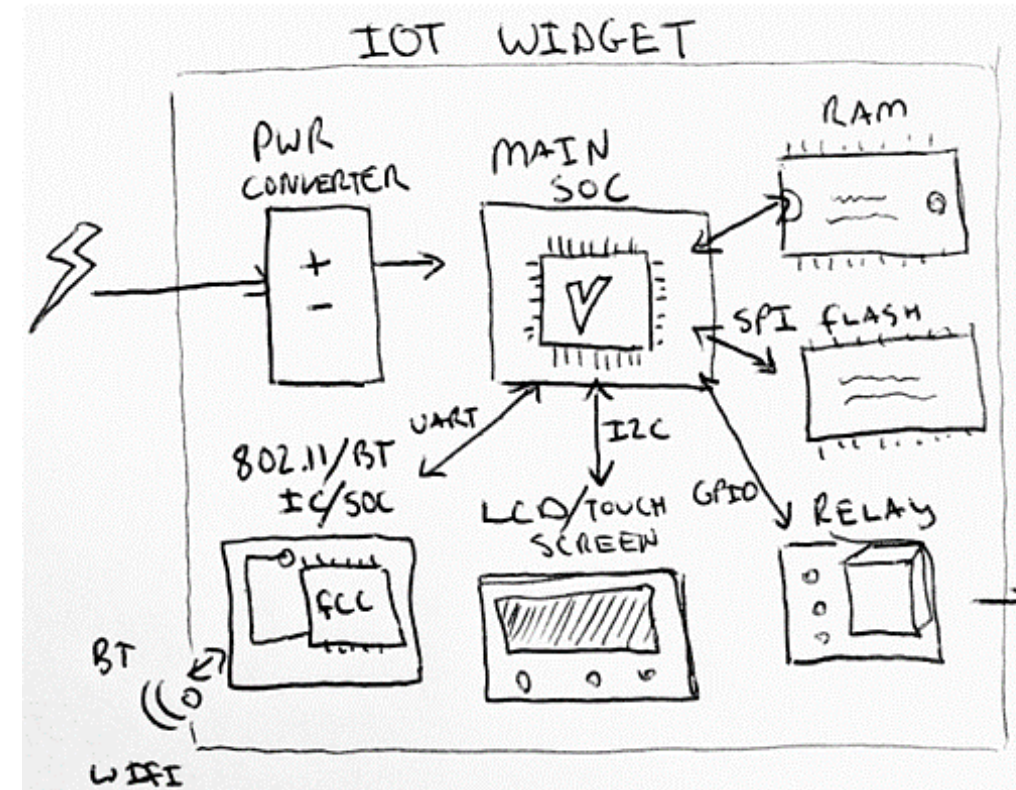 IOT WIDGET
PWR
CONVERTER
MAIN
SOC
RAM
+
-
V
SPI FLASH
UART
I2C
GPIO
802.11/BT
IC/SOC
LCD/TOUCH
SCREEN
RELAY
FCC
BT
WIFI